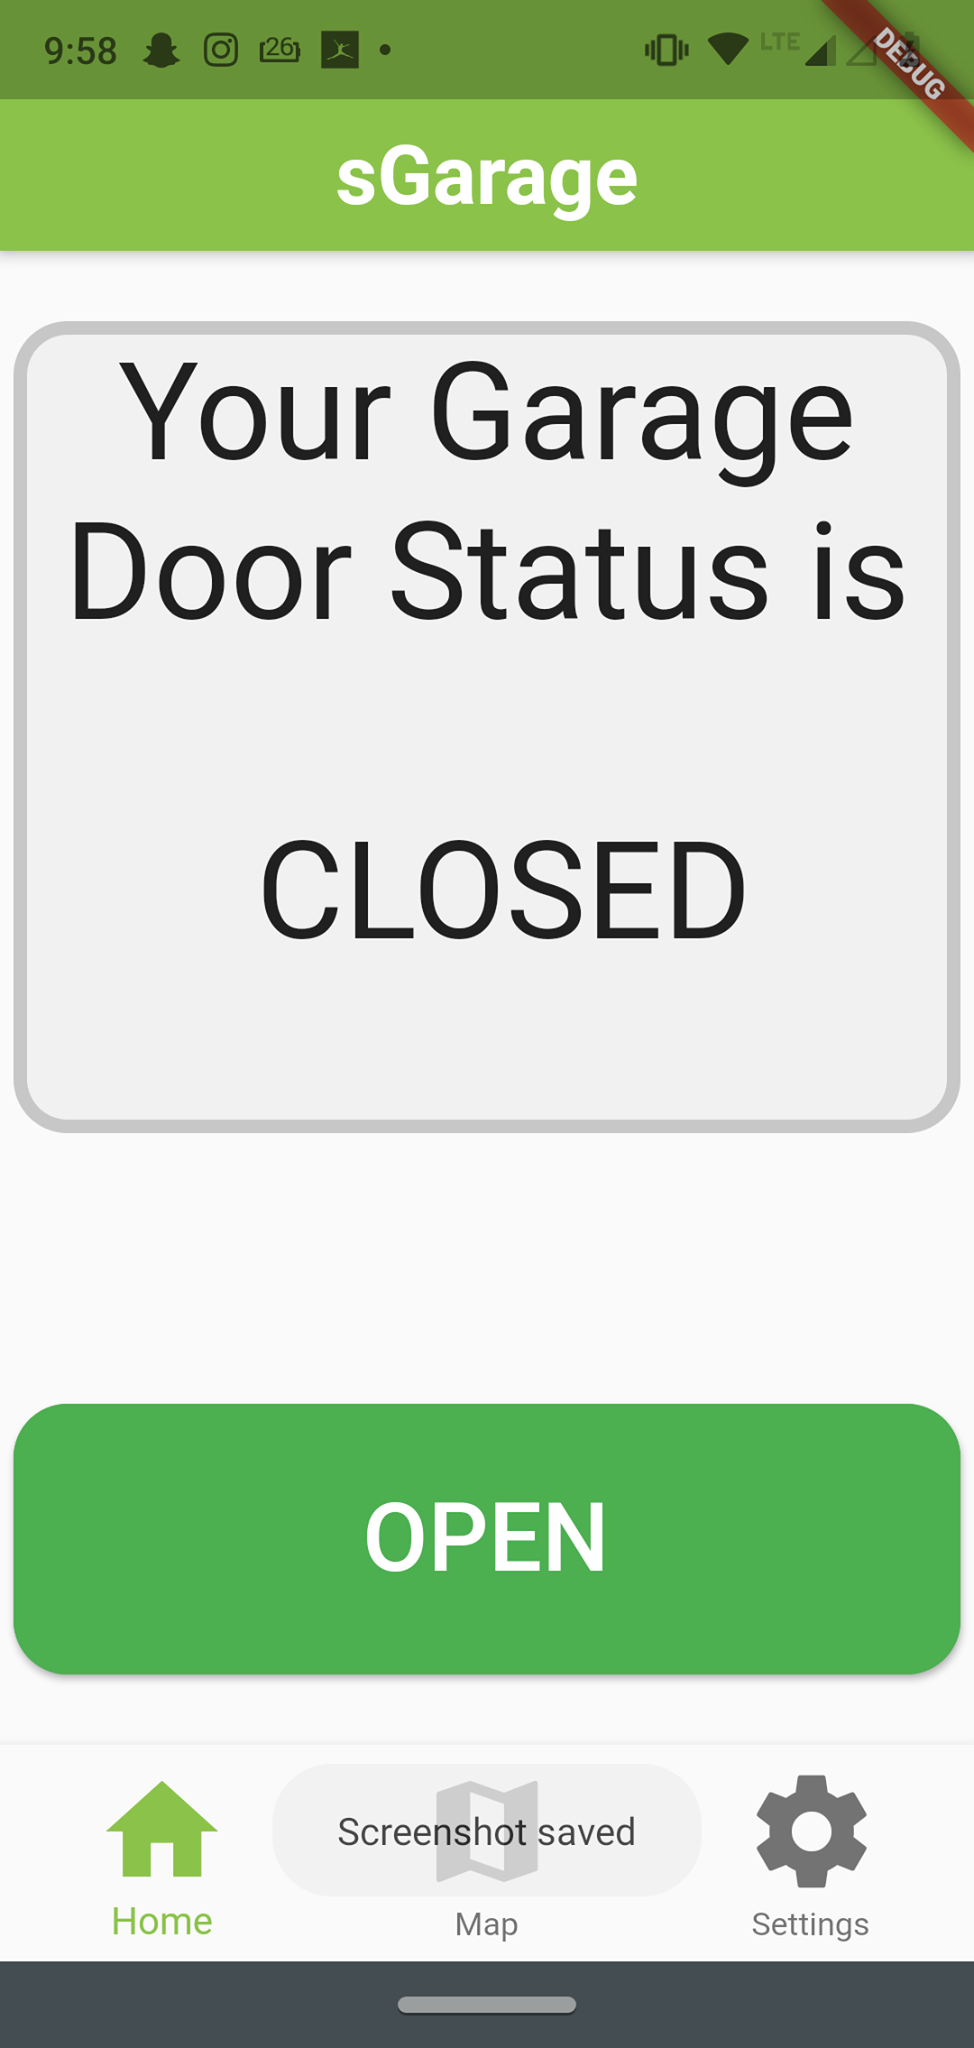 9:58
26
LTE
DEBUG
sGarage
Your Garage
Door Status is
CLOSED
OPEN
Screenshot saved
Home
Map
Settings